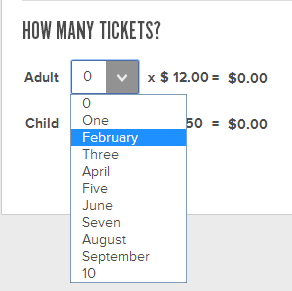 HOW MANY TICKETS?
Adult 0 x $ 12.00 = $0.00
0
One
Child February 50 = $0.00
Three
April
Five
June
Seven
August
September
10